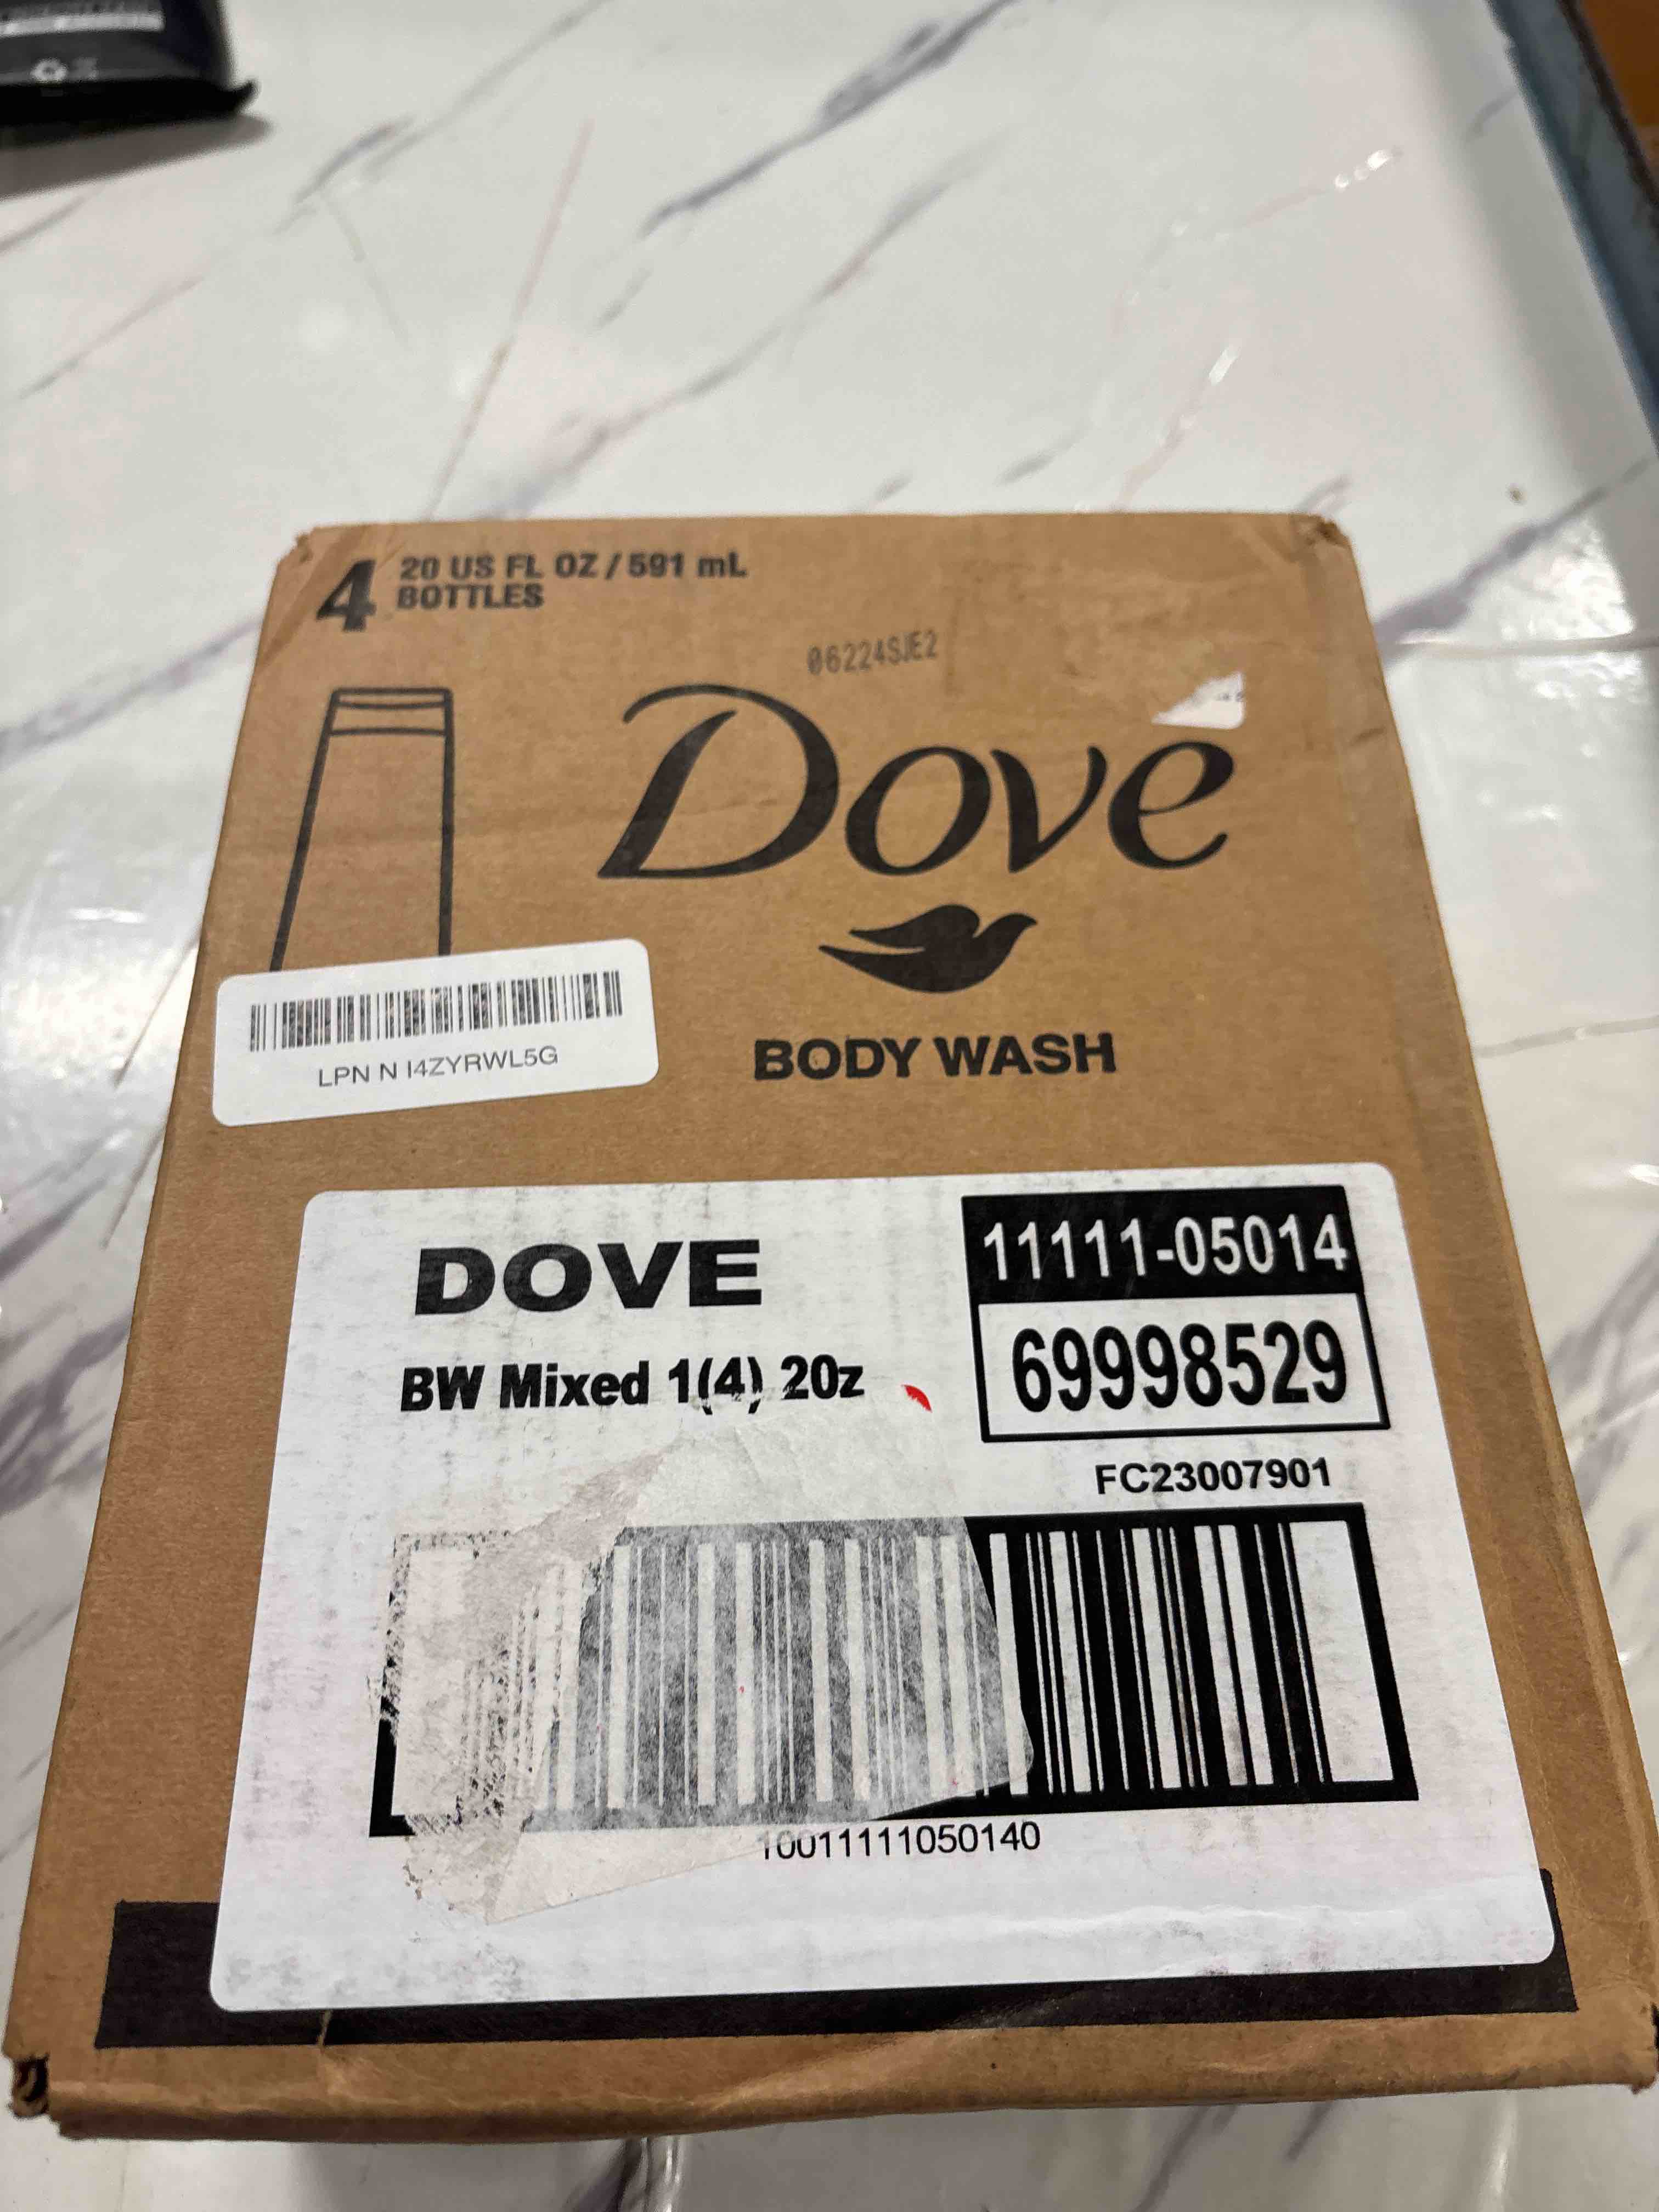 4 20 US FL OZ / 591 mL
BOTTLES
06224SJE2
Dove
BODY WASH
LPN N I4ZYRWL5G
DOVE
11111-05014
BW Mixed 1(4) 20z
69998529
FC23007901
10011111050140